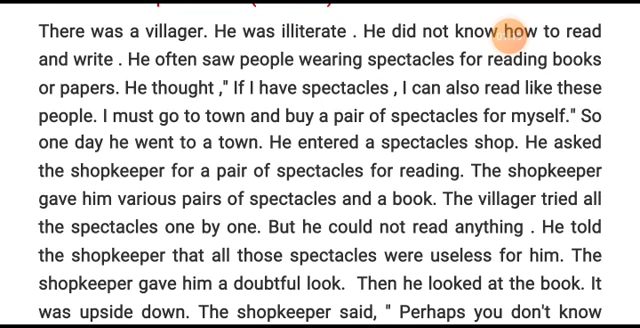 There was a villager. He was illiterate . He did not know how to read
and write . He often saw people wearing spectacles for reading books
or papers. He thought ," If I have spectacles , I can also read like these
people. I must go to town and buy a pair of spectacles for myself." So
one day he went to a town. He entered a spectacles shop. He asked
the shopkeeper for a pair of spectacles for reading. The shopkeeper
gave him various pairs of spectacles and a book. The villager tried all
the spectacles one by one. But he could not read anything . He told
the shopkeeper that all those spectacles were useless for him. The
shopkeeper gave him a doubtful look.  Then he looked at the book. It
was upside down. The shopkeeper said, " Perhaps you don't know